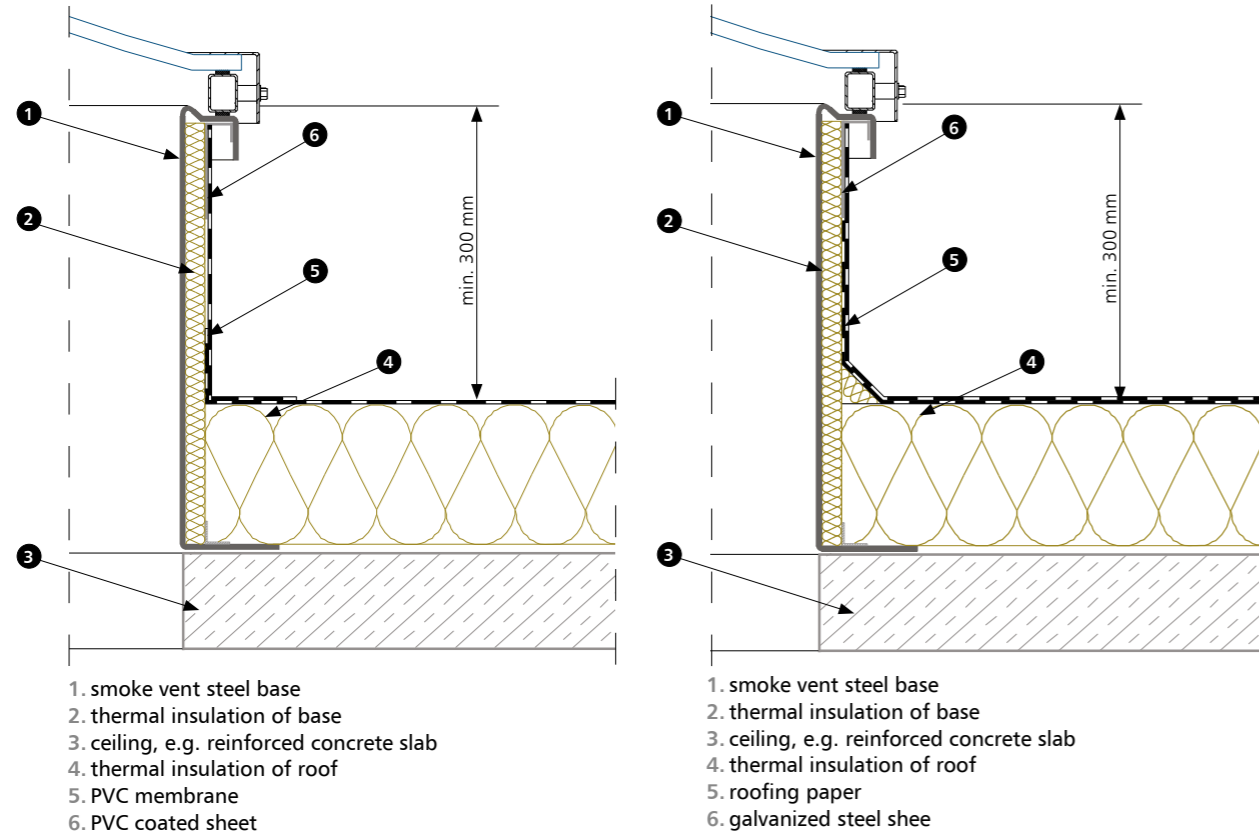 1
6
2
min. 300 mm
5
4
3
1. smoke vent steel base
2. thermal insulation of base
3. ceiling, e.g. reinforced concrete slab
4. thermal insulation of roof
5. PVC membrane
6. PVC coated sheet
1
6
2
min. 300 mm
5
4
3
1. smoke vent steel base
2. thermal insulation of base
3. ceiling, e.g. reinforced concrete slab
4. thermal insulation of roof
5. roofing paper
6. galvanized steel shee